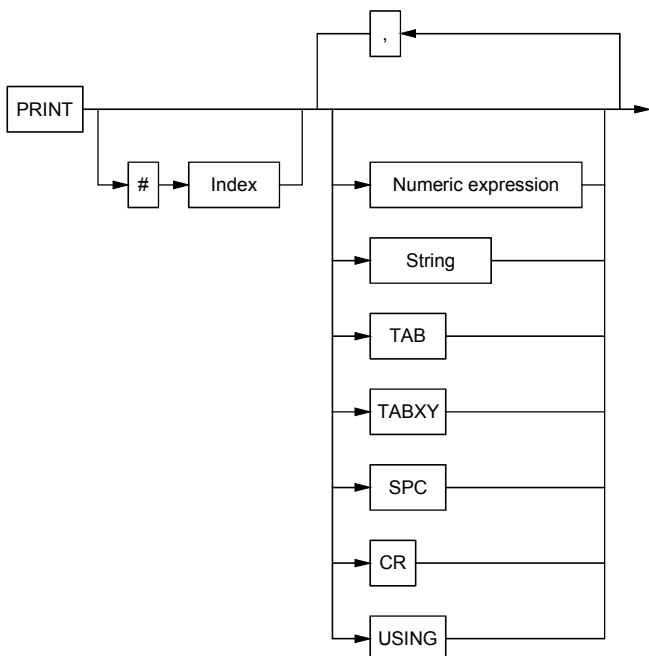 ,
PRINT
# Index
Numeric expression
String
TAB
TABXY
SPC
CR
USING